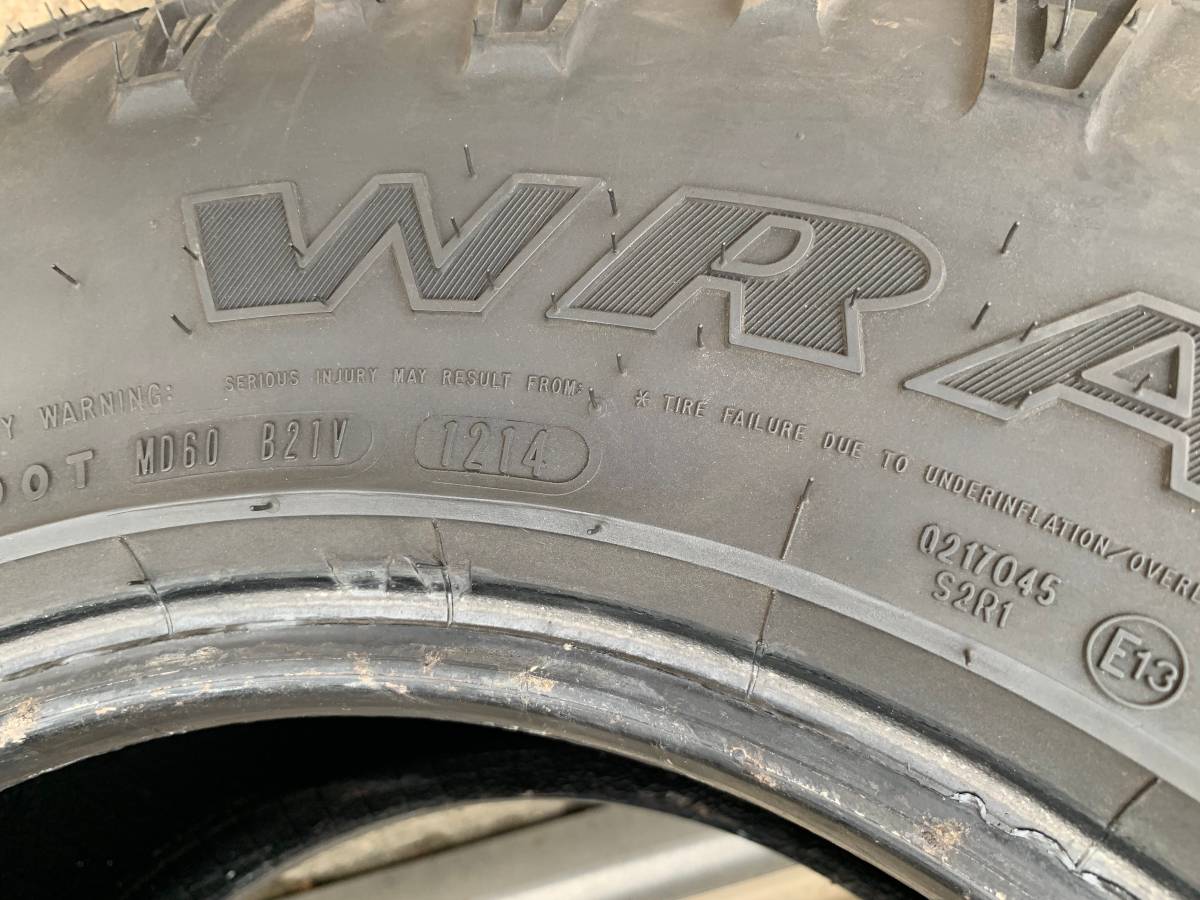 WRA
Y WARNING: SERIOUS INJURY MAY RESULT FROM: * TIRE FAILURE DUE TO UNDERINFLATION/OVERL
DOT MD60 B21V 1214
0217045
S2R1
E13